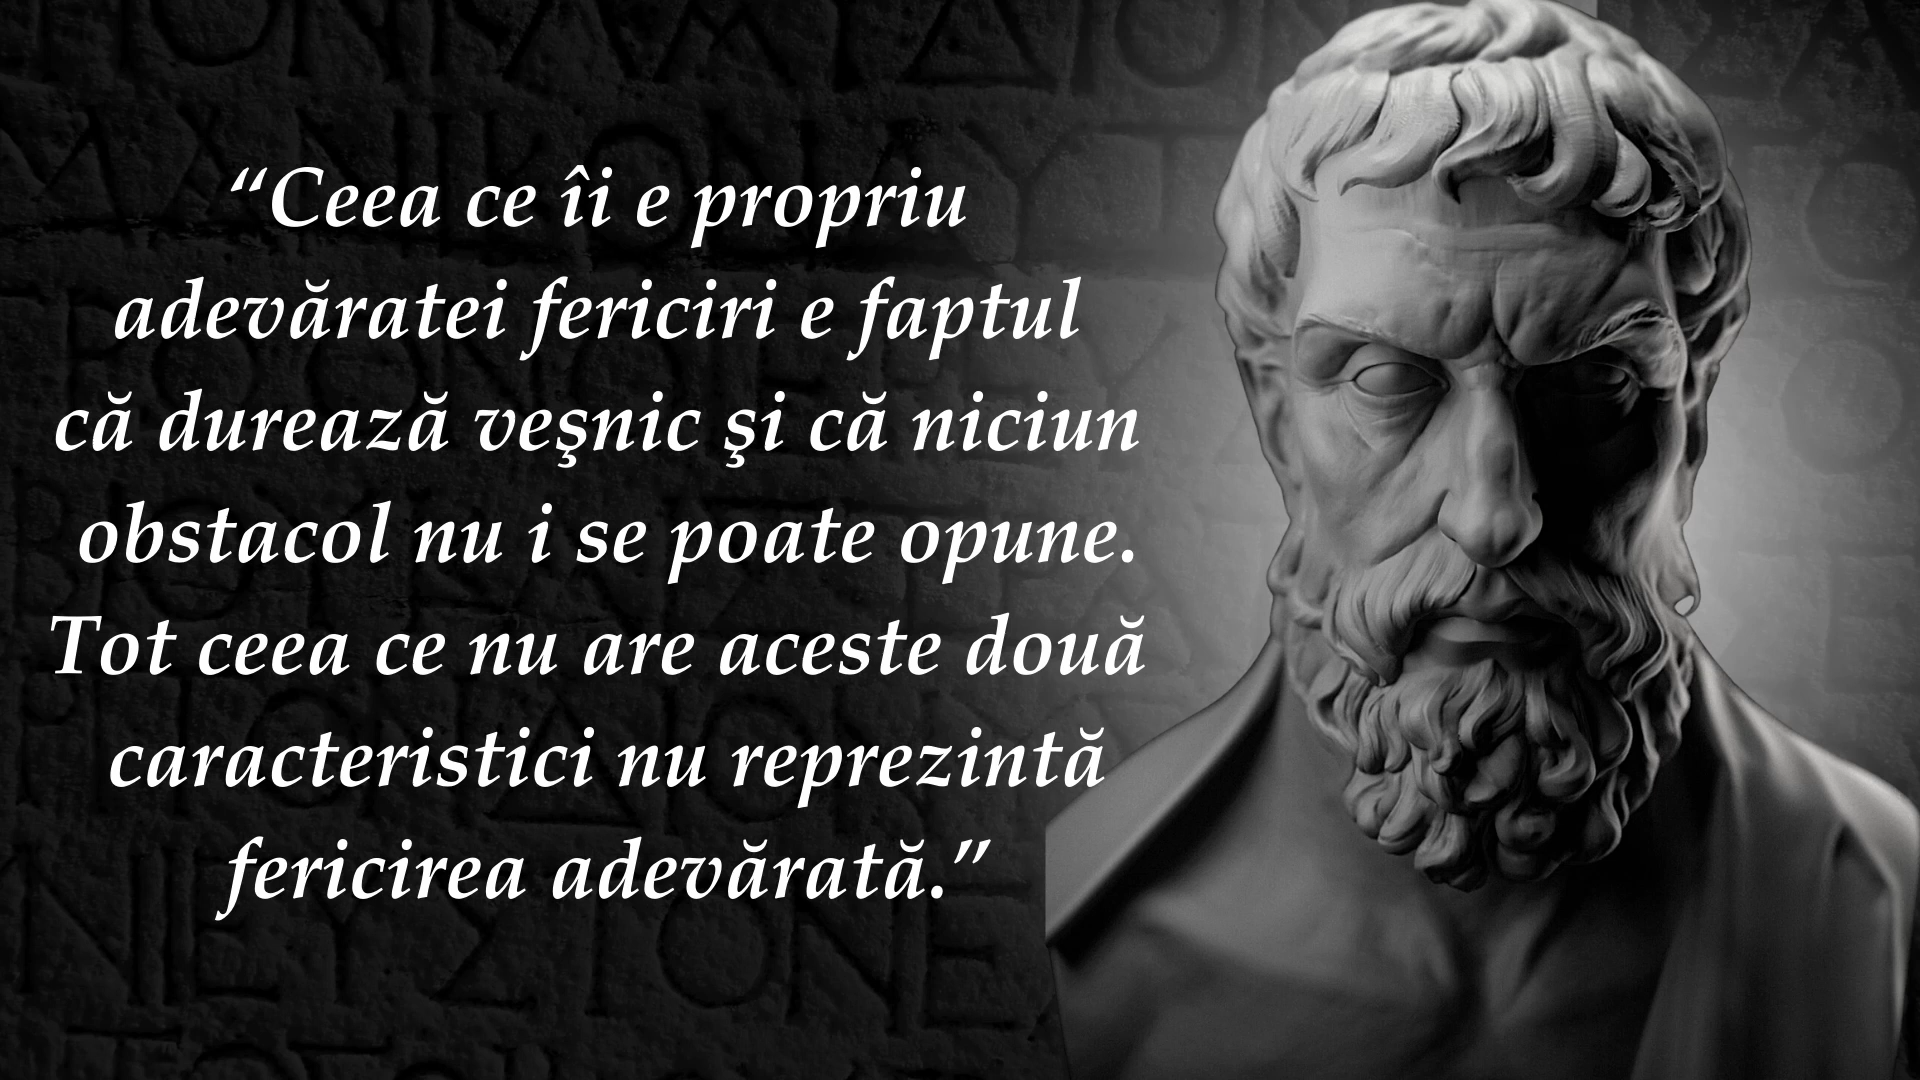 “Ceea ce îi e propriu
adevăratei fericiri e faptul
că durează veşnic şi că niciun
obstacol nu i se poate opune.
Tot ceea ce nu are aceste două
caracteristici nu reprezintă
fericirea adevărată.”